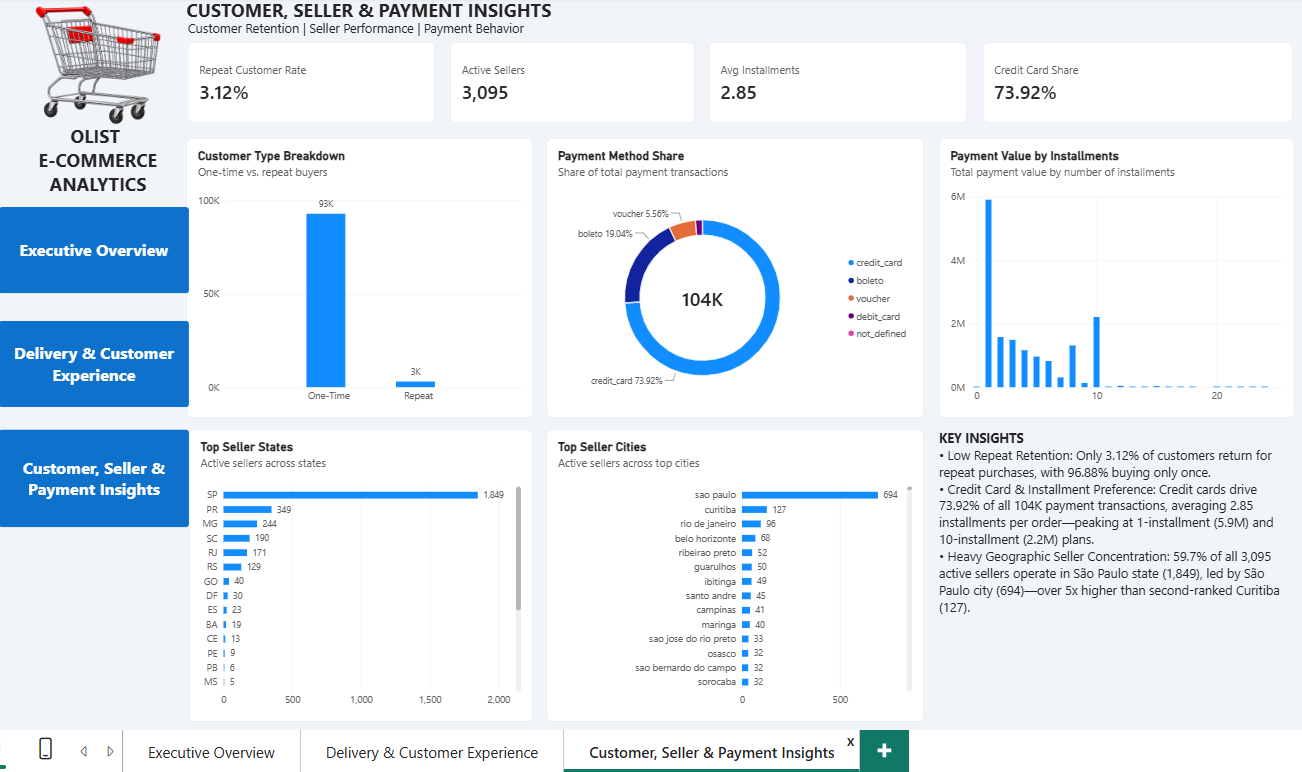 CUSTOMER, SELLER & PAYMENT INSIGHTS
Customer Retention | Seller Performance | Payment Behavior
OLIST
E-COMMERCE
ANALYTICS
Executive Overview
Delivery & Customer
Experience
Customer, Seller &
Payment Insights
Repeat Customer Rate
3.12%
Active Sellers
3,095
Avg Installments
2.85
Credit Card Share
73.92%
Customer Type Breakdown
One-time vs. repeat buyers
100K
50K
0K
93K
3K
One-Time
Repeat
Payment Method Share
Share of total payment transactions
voucher 5.56%
boleto 19.04%
104K
credit_card 73.92%
credit_card
boleto
voucher
debit_card
not_defined
Payment Value by Installments
Total payment value by number of installments
6M
4M
2M
0M
0
10
20
Top Seller States
Active sellers across states
SP 1,849
PR 349
MG 244
SC 190
RJ 171
RS 129
GO 40
DF 30
ES 23
BA 19
CE 13
PE 9
PB 6
MS 5
0 500 1,000 1,500 2,000
Top Seller Cities
Active sellers across top cities
sao paulo 694
curitiba 127
rio de janeiro 96
belo horizonte 68
ribeirao preto 52
guarulhos 50
ibitinga 49
santo andre 45
campinas 41
maringa 40
sao jose do rio preto 33
osasco 32
sao bernardo do campo 32
sorocaba 32
0 500
KEY INSIGHTS
• Low Repeat Retention: Only 3.12% of customers return for
repeat purchases, with 96.88% buying only once.
• Credit Card & Installment Preference: Credit cards drive
73.92% of all 104K payment transactions, averaging 2.85
installments per order—peaking at 1-installment (5.9M) and
10-installment (2.2M) plans.
• Heavy Geographic Seller Concentration: 59.7% of all 3,095
active sellers operate in São Paulo state (1,849), led by São
Paulo city (694)—over 5x higher than second-ranked Curitiba
(127).
Executive Overview
Delivery & Customer Experience
Customer, Seller & Payment Insights
X
+